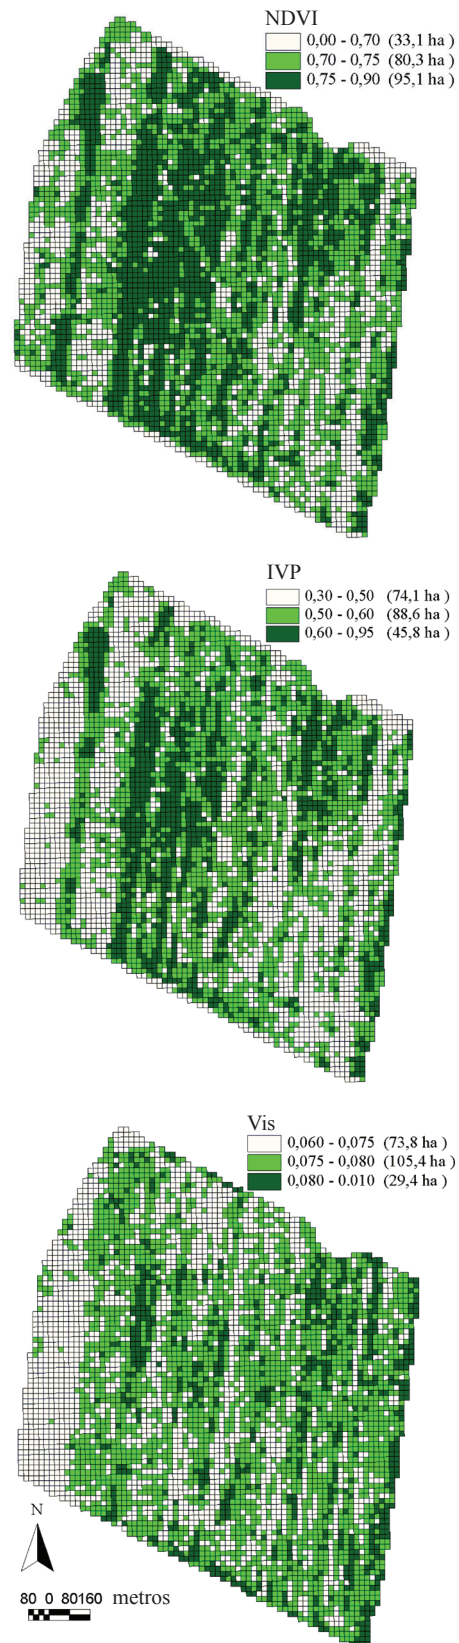 NDVI
0,00 - 0,70 (33,1 ha )
0,70 - 0,75 (80,3 ha )
0,75 - 0,90 (95,1 ha )
IVP
0,30 - 0,50 (74,1 ha )
0,50 - 0,60 (88,6 ha )
0,60 - 0,95 (45,8 ha )
Vis
0,060 - 0,075 (73,8 ha )
0,075 - 0,080 (105,4 ha )
0,080 - 0.010 (29,4 ha )
N
80 0 80160 metros